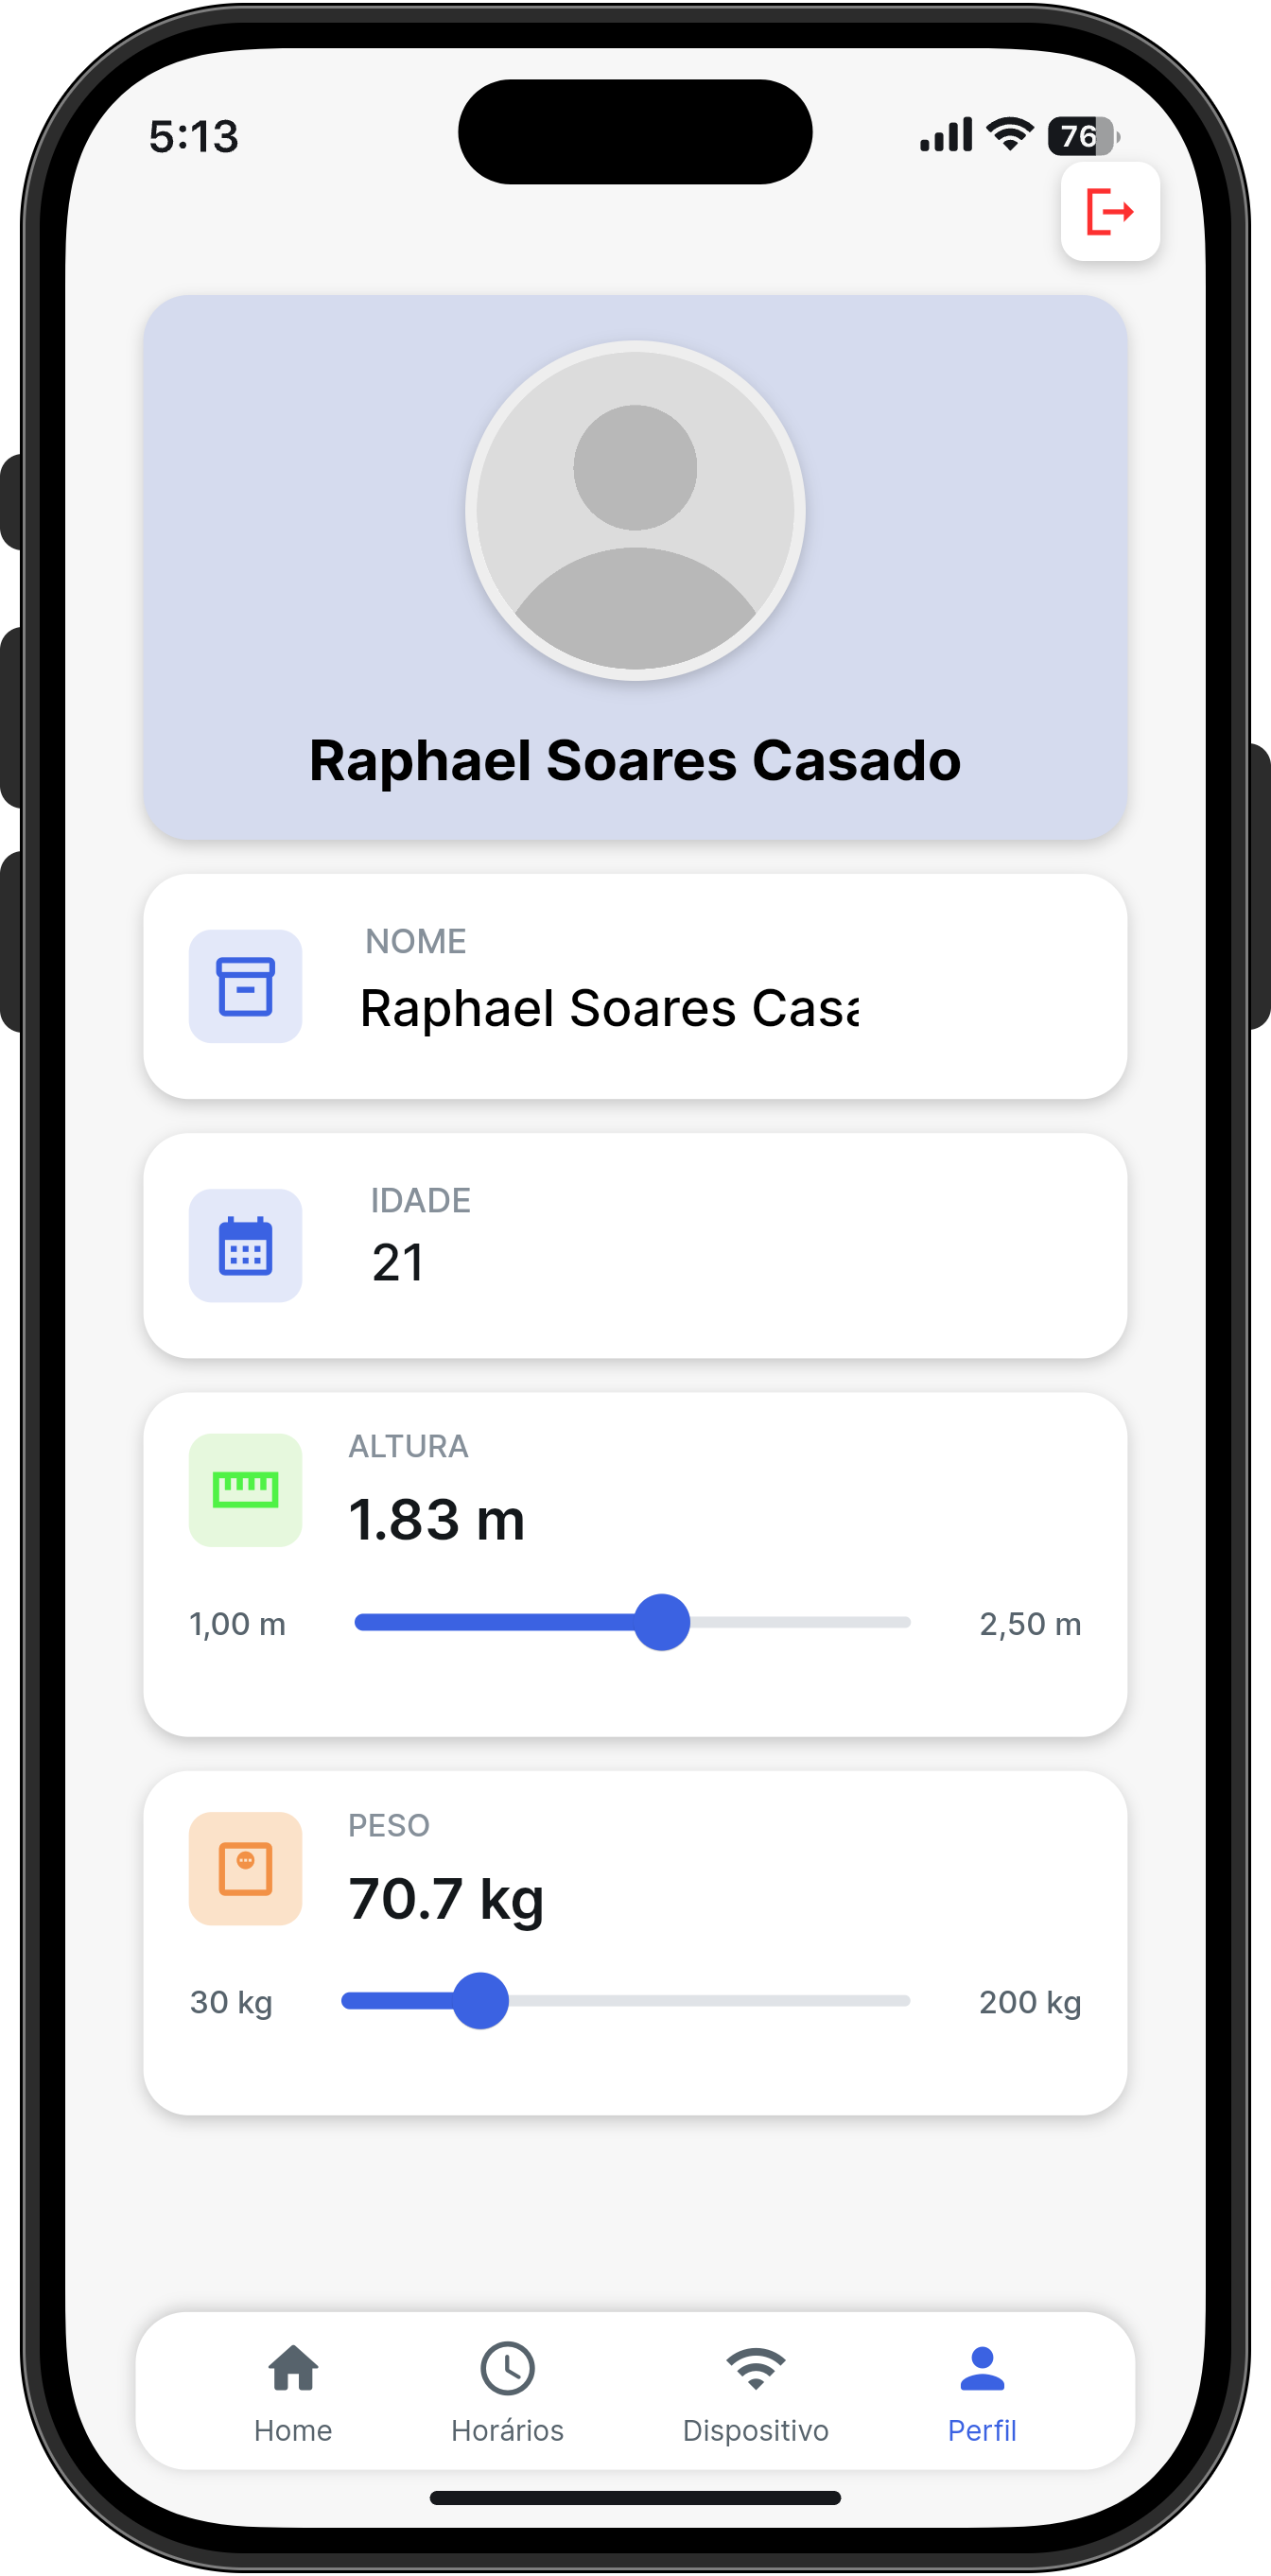 5:13
76
Raphael Soares Casado
NOME
Raphael Soares Casa
IDADE
21
ALTURA
1.83 m
1,00 m 2,50 m
PESO
70.7 kg
30 kg 200 kg
Home Horários Dispositivo Perfil